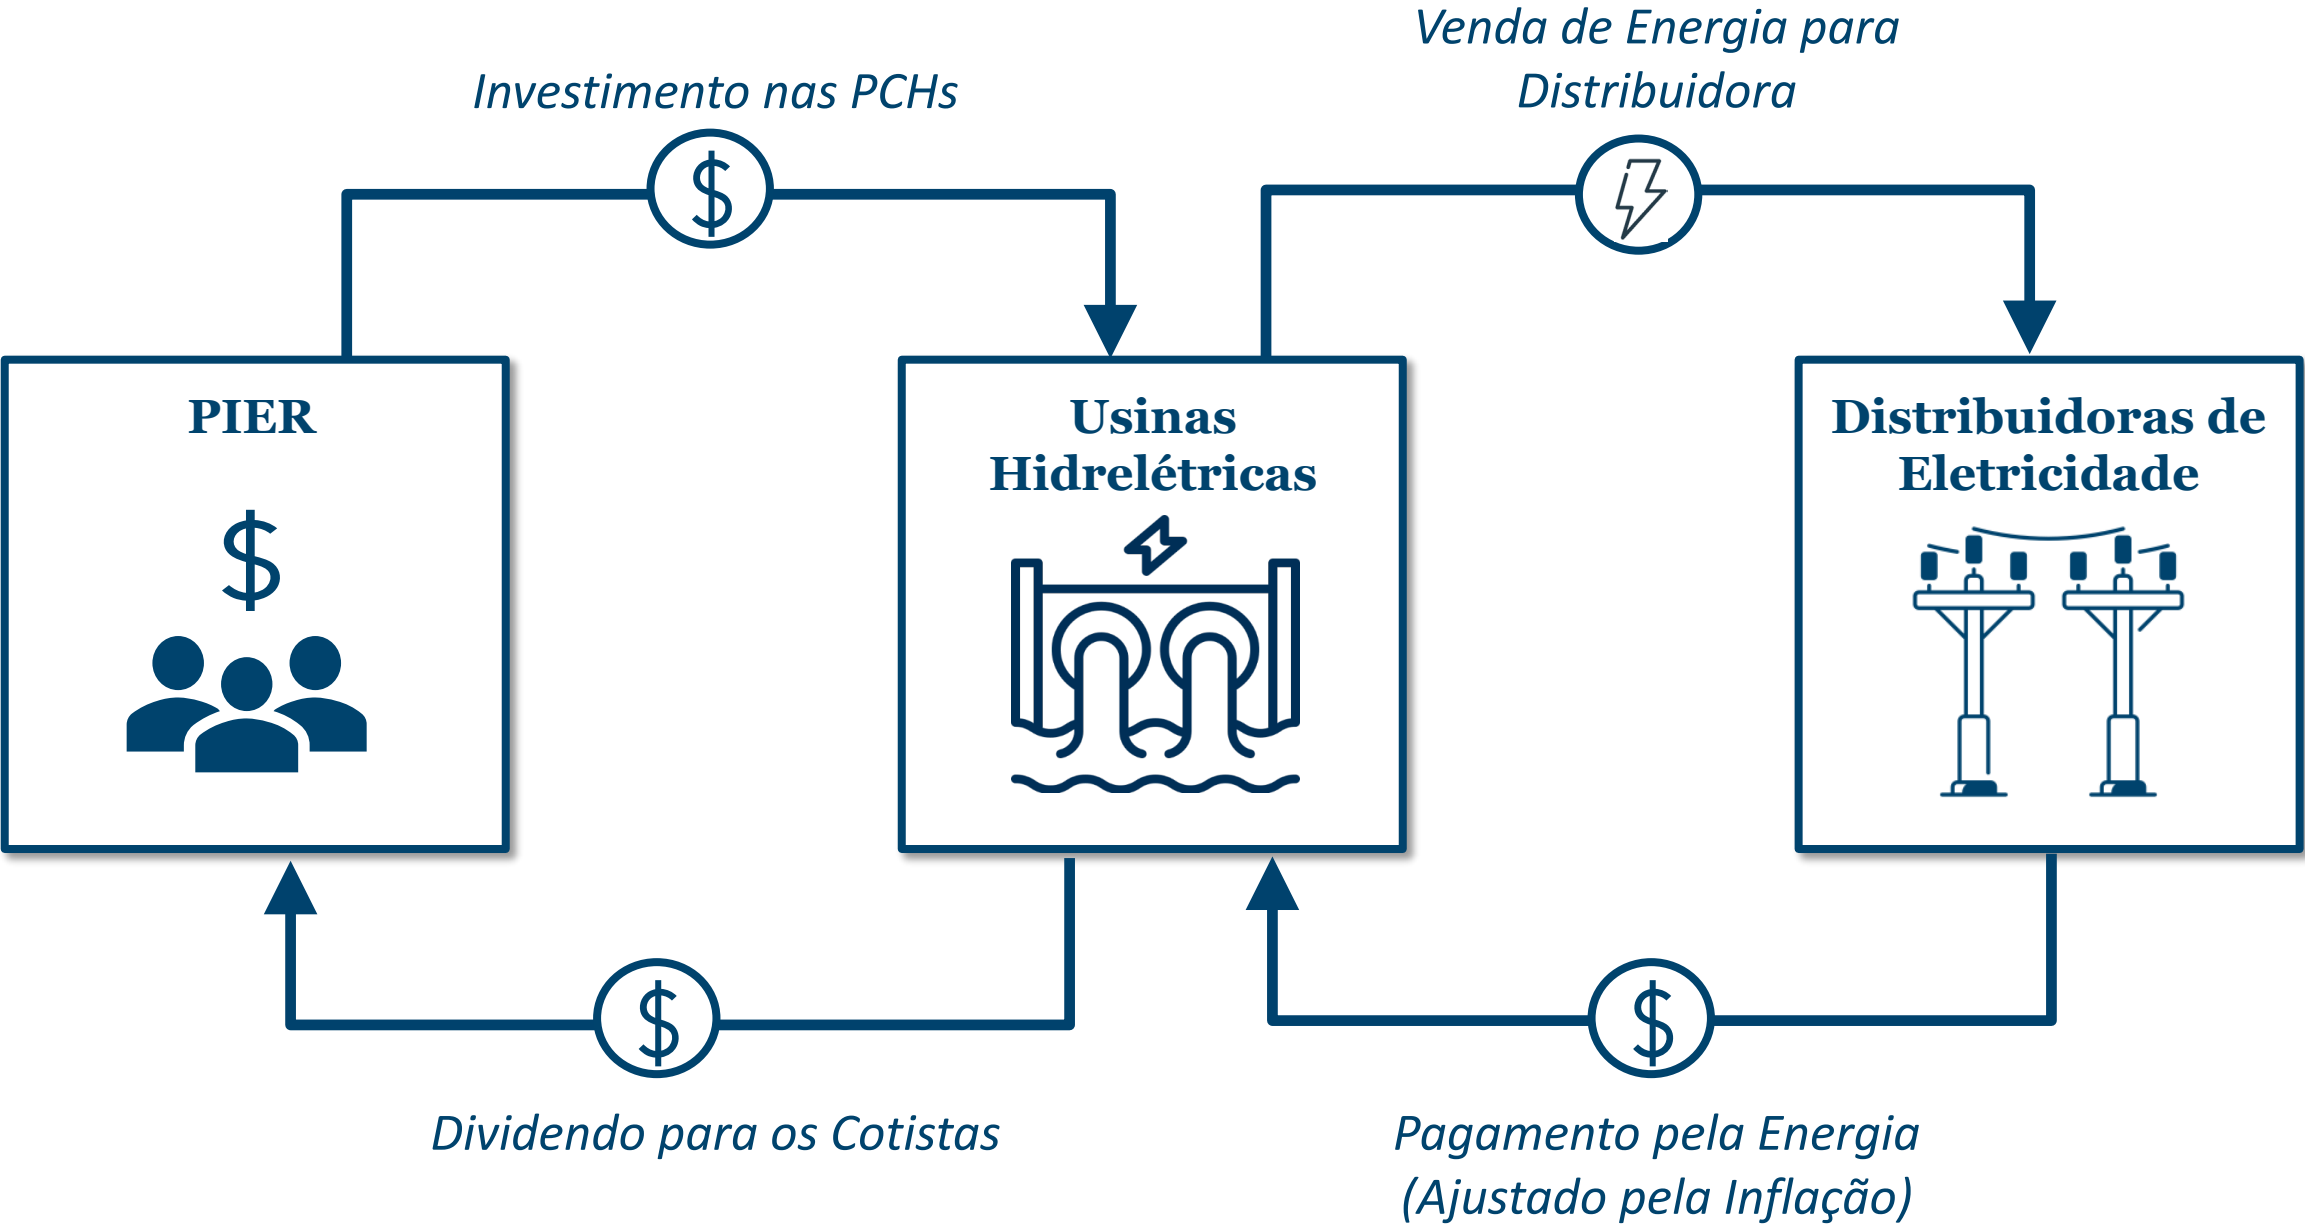 Investimento nas PCHs
Venda de Energia para
Distribuidora
PIER
Usinas
Hidrelétricas
Distribuidoras de
Eletricidade
Dividendo para os Cotistas
Pagamento pela Energia
(Ajustado pela Inflação)